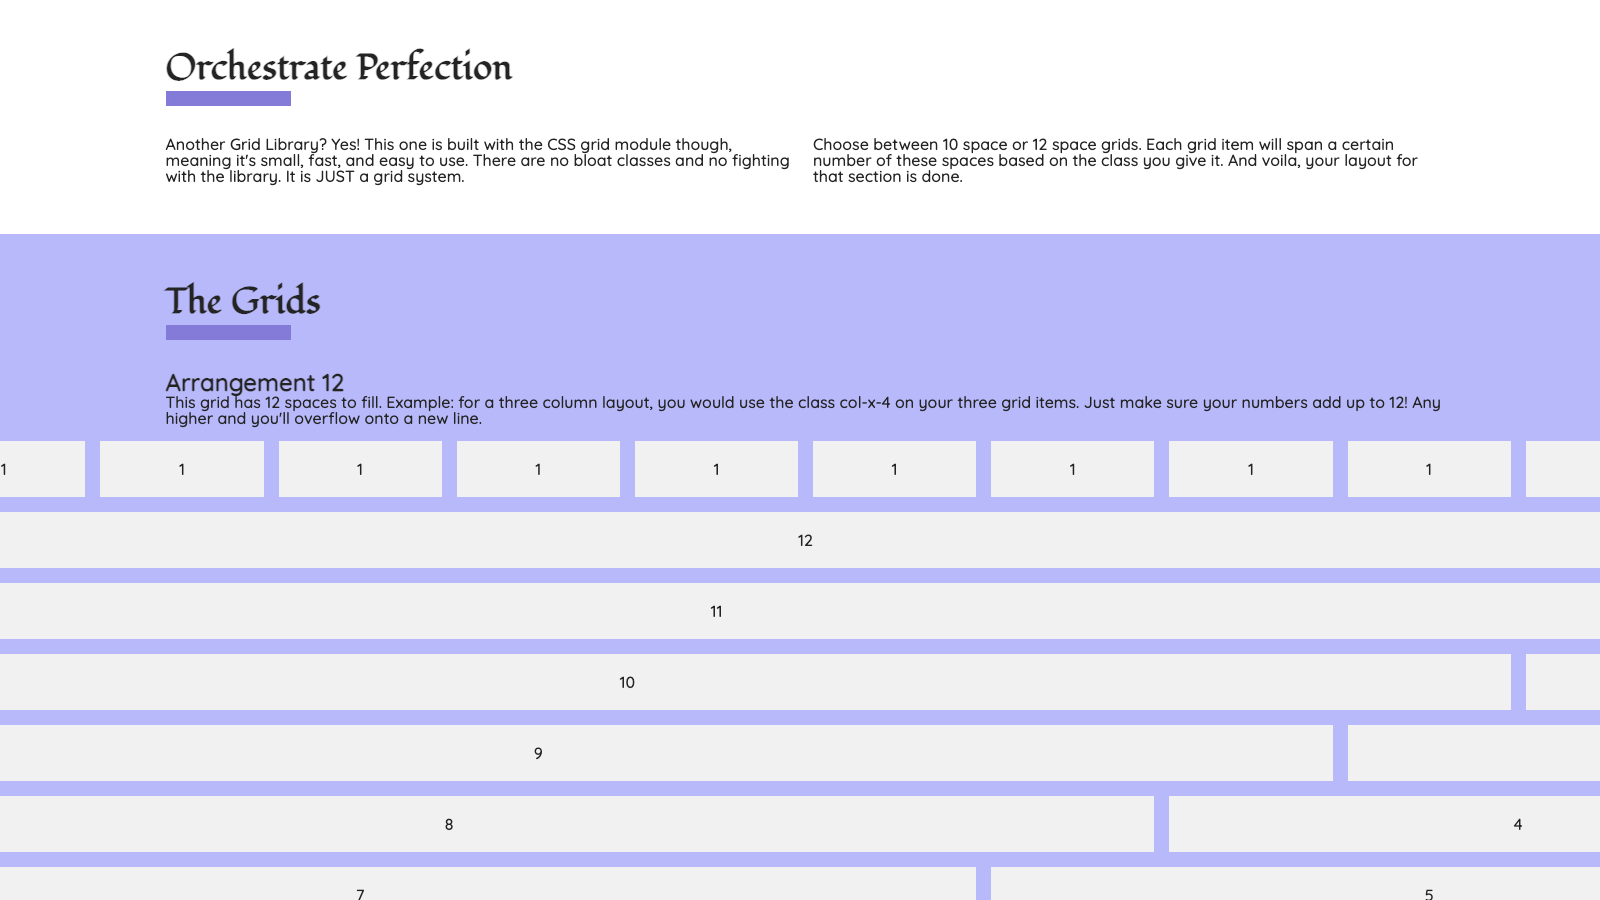 Orchestrate Perfection
Another Grid Library? Yes! This one is built with the CSS grid module though,
meaning it's small, fast, and easy to use. There are no bloat classes and no fighting
with the library. It is JUST a grid system.
Choose between 10 space or 12 space grids. Each grid item will span a certain
number of these spaces based on the class you give it. And voila, your layout for
that section is done.
The Grids
Arrangement 12
This grid has 12 spaces to fill. Example: for a three column layout, you would use the class col-x-4 on your three grid items. Just make sure your numbers add up to 12! Any
higher and you'll overflow onto a new line.
1 1 1 1 1 1 1 1 1
12
11
10
9
8 4
7 5